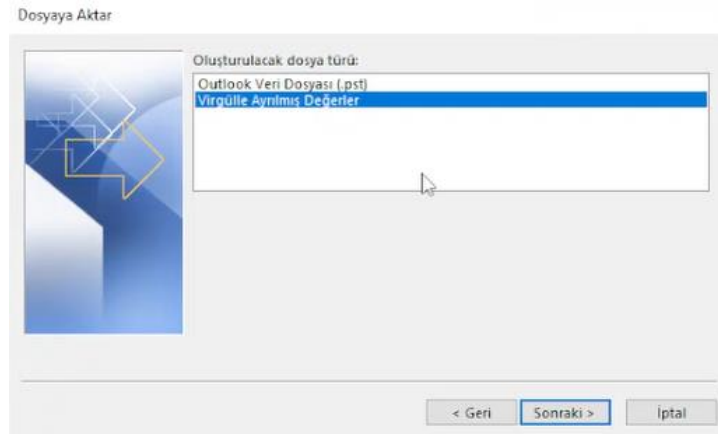 Dosyaya Aktar
Oluşturulacak dosya türü:
Outlook Veri Dosyası (.pst)
Virgülle Ayrılmış Değerler
< Geri
Sonraki >
İptal